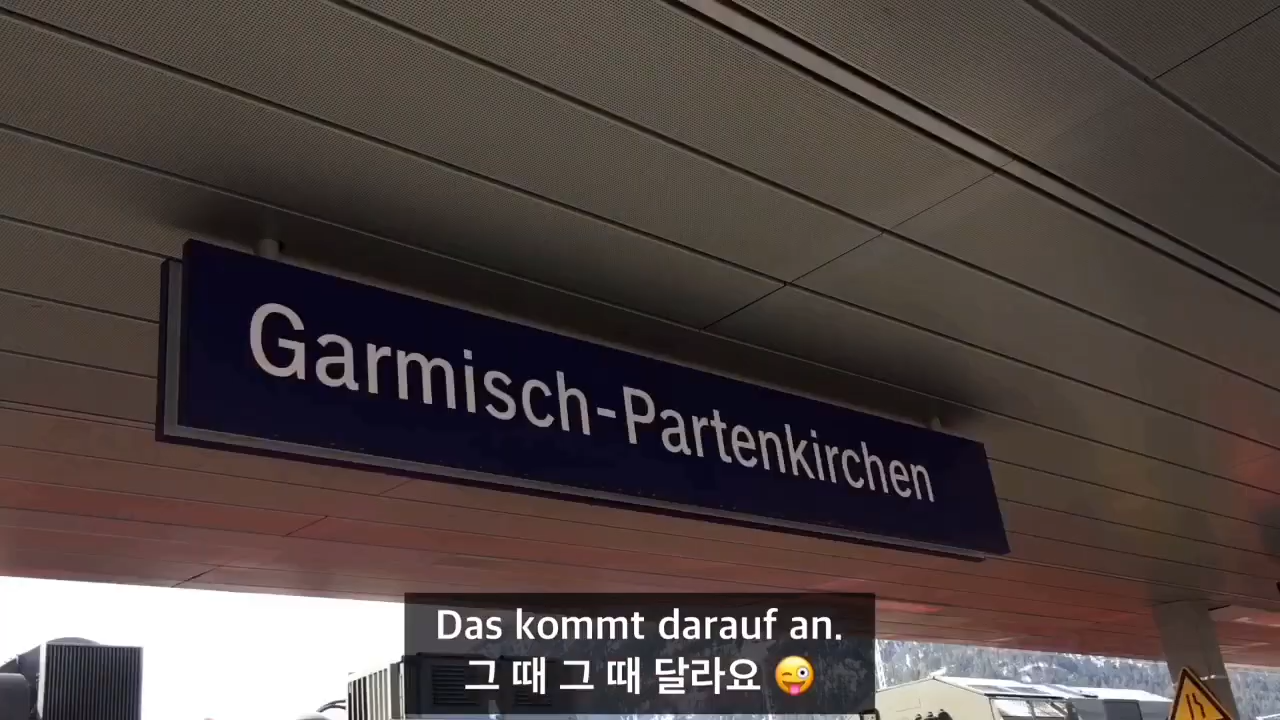 Garmisch-Partenkirchen
Das kommt darauf an.
그 때 그 때 달라요 😜